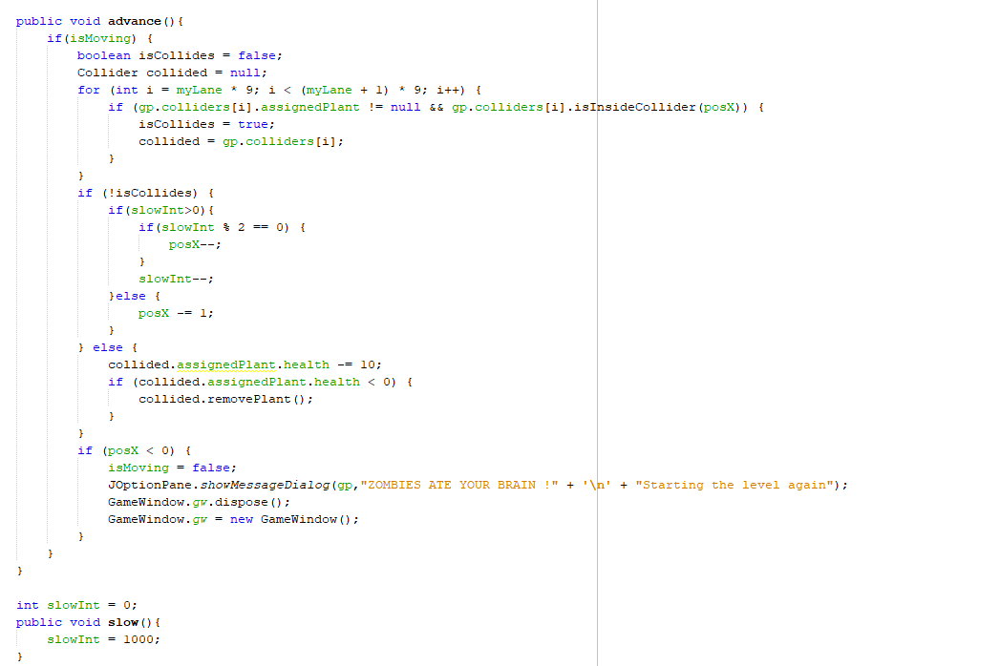 public void advance(){
    if(isMoving) {
        boolean isCollides = false;
        Collider collided = null;
        for (int i = myLane * 9; i < (myLane + 1) * 9; i++) {
            if (gp.colliders[i].assignedPlant != null && gp.colliders[i].isInsideCollider(posX)) {
                isCollides = true;
                collided = gp.colliders[i];
            }
        }
        if (!isCollides) {
            if(slowInt>0){
                if(slowInt % 2 == 0) {
                    posX--;
                }
                slowInt--;
            }else {
                posX -= 1;
            }
        } else {
            collided.assignedPlant.health -= 10;
            if (collided.assignedPlant.health < 0) {
                collided.removePlant();
            }
        }
        if (posX < 0) {
            isMoving = false;
            JOptionPane.showMessageDialog(gp,"ZOMBIES ATE YOUR BRAIN !" + '\n' + "Starting the level again");
            GameWindow.gw.dispose();
            GameWindow.gw = new GameWindow();
        }
    }
}

int slowInt = 0;
public void slow(){
    slowInt = 1000;
}